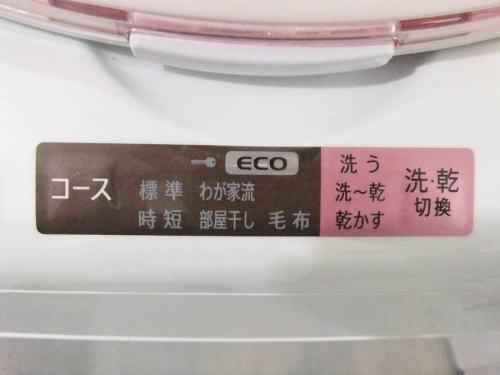 コース
ECO
標準 わが家流
時短 部屋干し 毛布
洗う
洗～乾
乾かす
洗・乾
切換